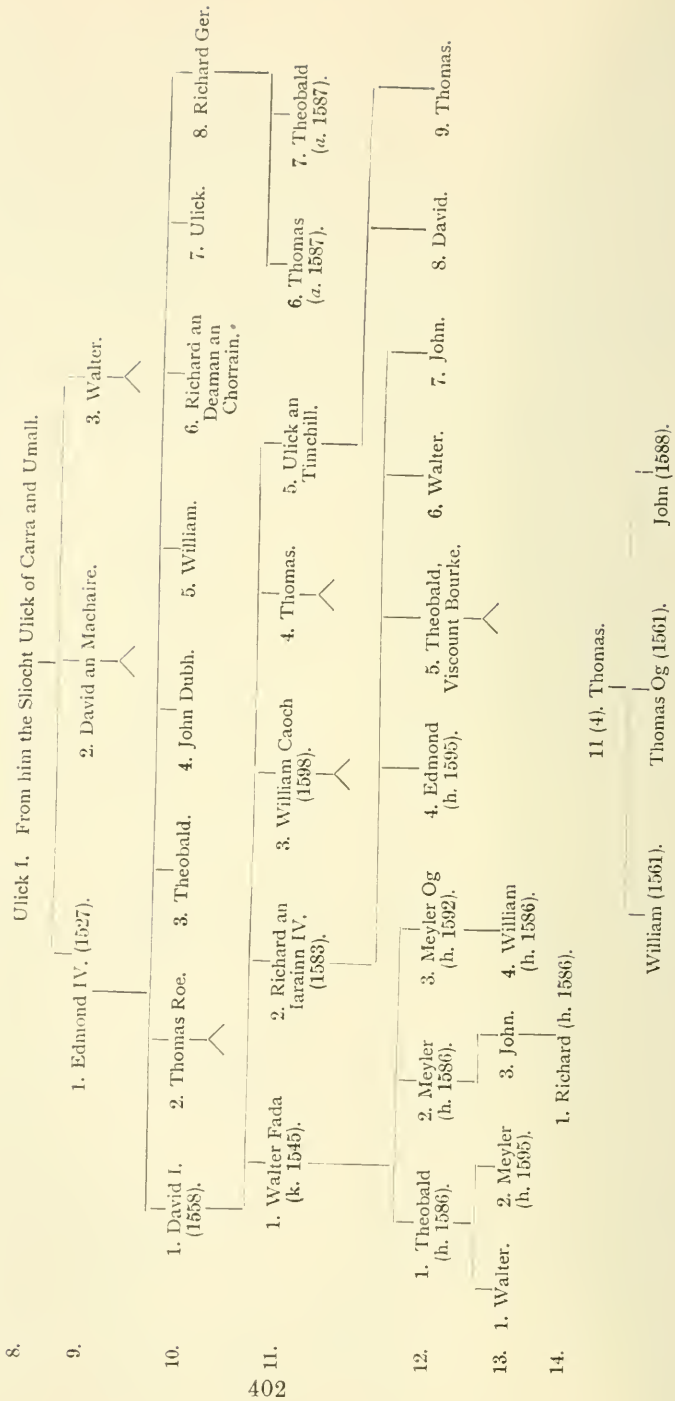 8.
Ulick 1. From him the Sliocht Ulick of Carra and Umall.
9.
1. Edmond IV. (1527).
2. David an Machaire.
3. Walter.
10.
1. David I.
(1558).
2. Thomas Roe.
3. Theobald.
4. John Dubh.
5. William.
6. Richard an
Deaman an
Chorrain.
7. Ulick.
8. Richard Ger.
11.
1. Walter Fada
(k. 1545).
2. Richard an
Iarainn IV.
(1583).
3. William Caoch
(1598).
4. Thomas.
5. Ulick an
Timchill.
6. Thomas
(a. 1587).
7. Theobald
(a. 1587).
12.
1. Theobald
(h. 1586).
2. Meyler
(h. 1586).
3. Meyler Og
(h. 1592).
4. Edmond
(h. 1595).
5. Theobald,
Viscount Bourke.
6. Walter.
7. John.
8. David.
9. Thomas.
13.
1. Walter.
2. Meyler
(h. 1595).
3. John.
4. William
(h. 1586).
14.
1. Richard (h. 1586).
11 (4). Thomas.
William (1561).
Thomas Og (1561).
John (1588).
402